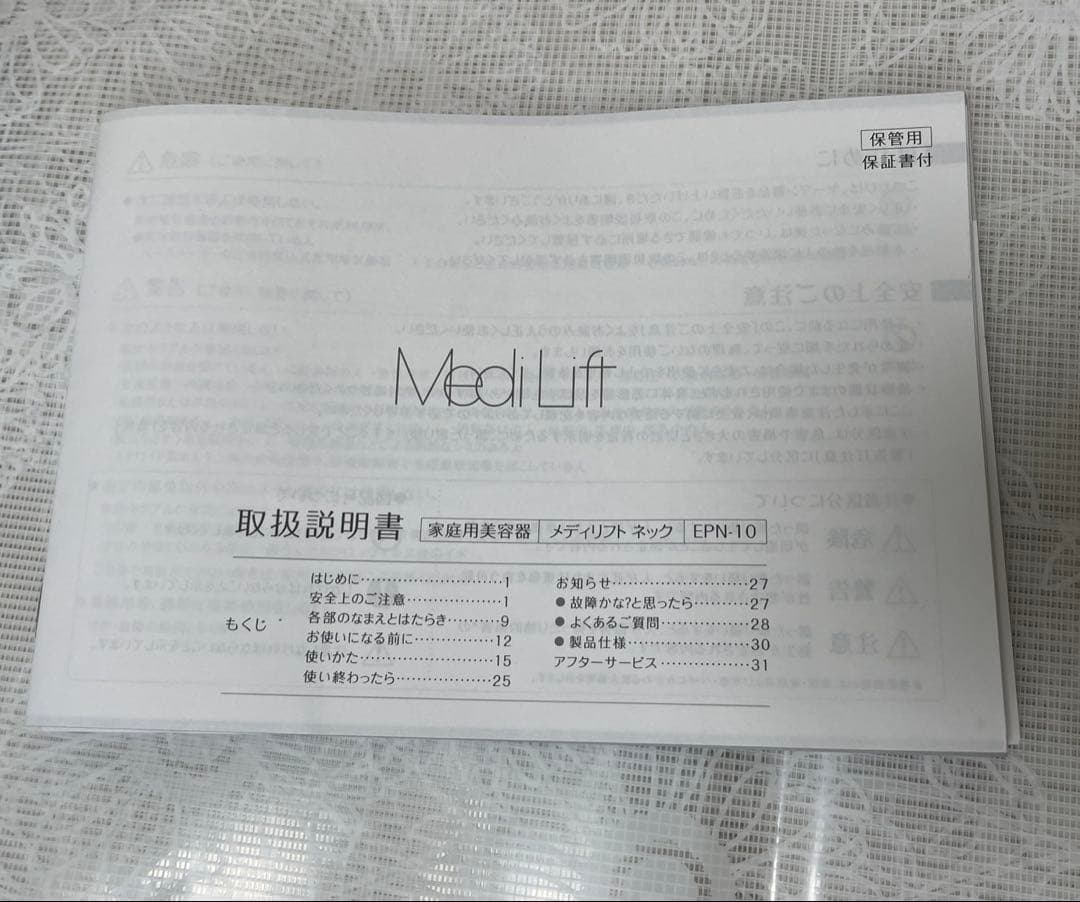 保管用
保証書付
Medi Lift
取扱説明書 家庭用美容器 メディリフト ネック EPN-10
もくじ
はじめに…………………………1
安全上のご注意………………1
各部のなまえとはたらき………9
お使いになる前に……………12
使いかた………………………15
使い終わったら………………25
お知らせ………………………27
●故障かな?と思ったら………27
●よくあるご質問……………28
●製品仕様……………………30
アフターサービス……………31